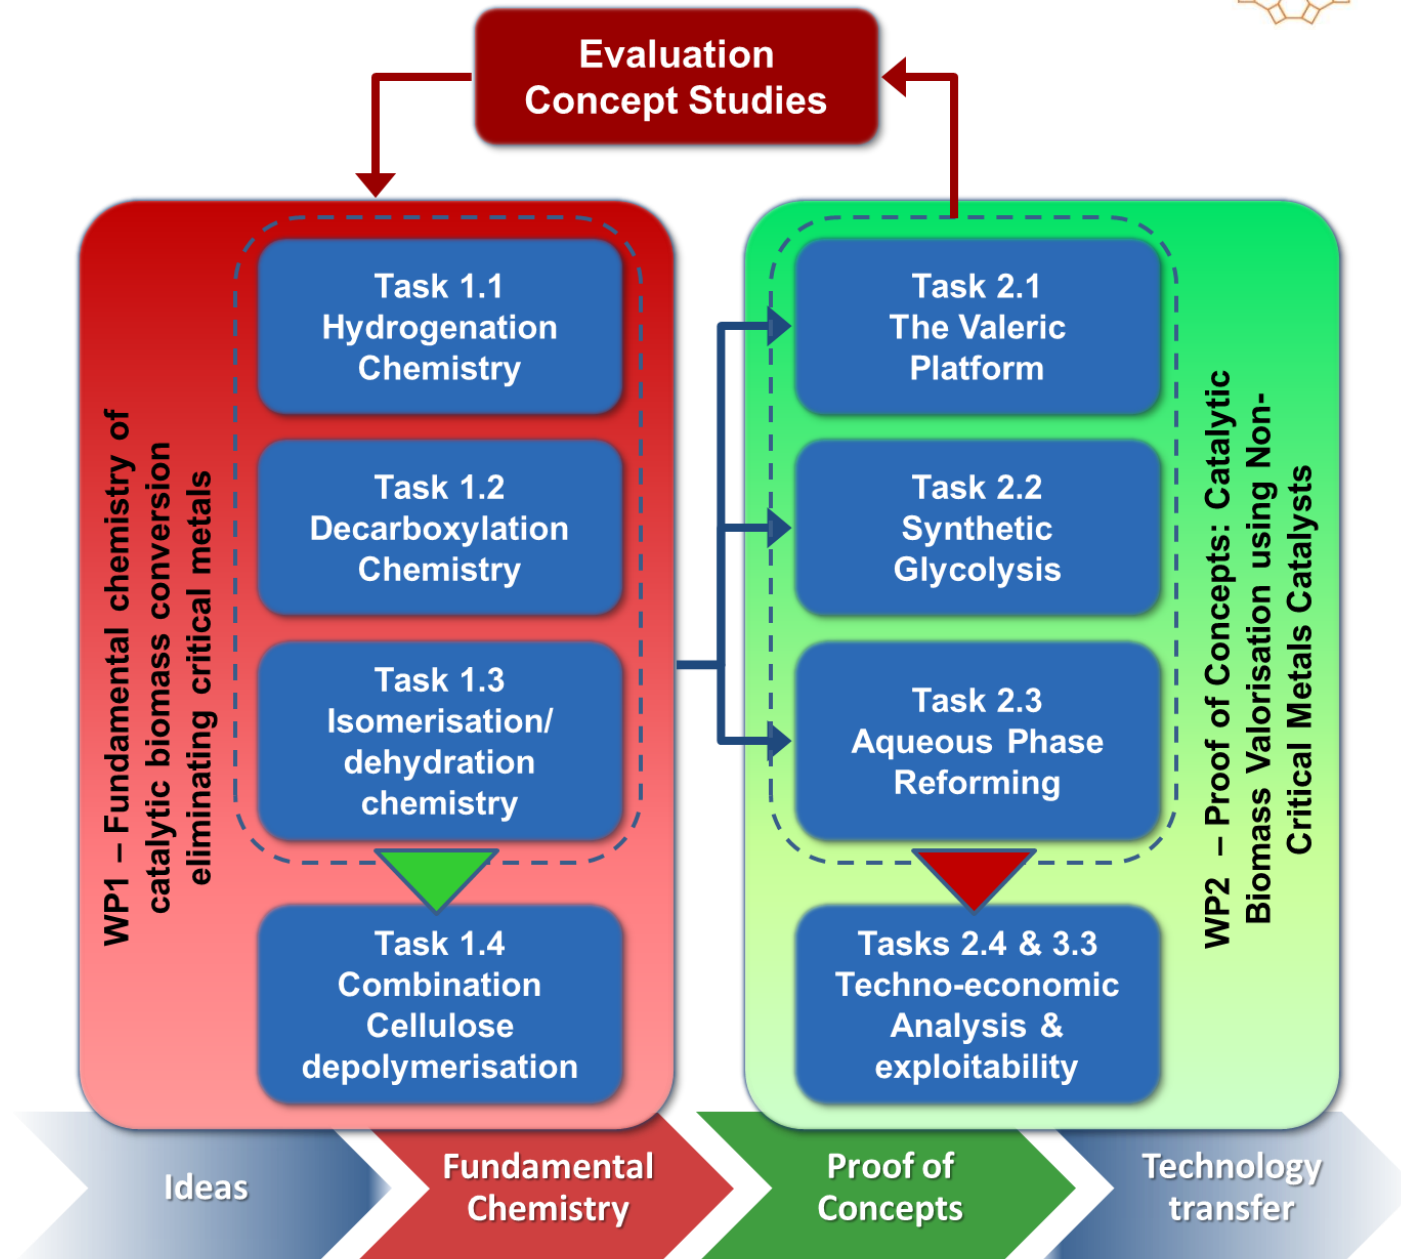 Evaluation
Concept Studies
WP1 – Fundamental chemistry of
catalytic biomass conversion
eliminating critical metals
Task 1.1
Hydrogenation
Chemistry
Task 1.2
Decarboxylation
Chemistry
Task 1.3
Isomerisation/
dehydration
chemistry
Task 1.4
Combination
Cellulose
depolymerisation
Task 2.1
The Valeric
Platform
Task 2.2
Synthetic
Glycolysis
Task 2.3
Aqueous Phase
Reforming
Tasks 2.4 & 3.3
Techno-economic
Analysis &
exploitability
WP2 – Proof of Concepts: Catalytic
Biomass Valorisation using Non-
Critical Metals Catalysts
Ideas
Fundamental
Chemistry
Proof of
Concepts
Technology
transfer